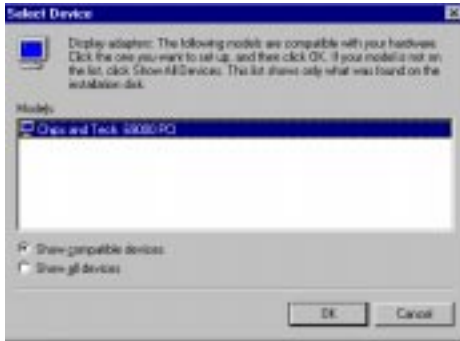 Select Device
Display adapters: The following models are compatible with your hardware.
Click the one you want to set up, and then click OK. If your model is not on
the list, click Show All Devices. This list shows only what was found on the
installation disk.
Models:
Chips and Tech. 69000 PCI
Show compatible devices
Show all devices
OK
Cancel